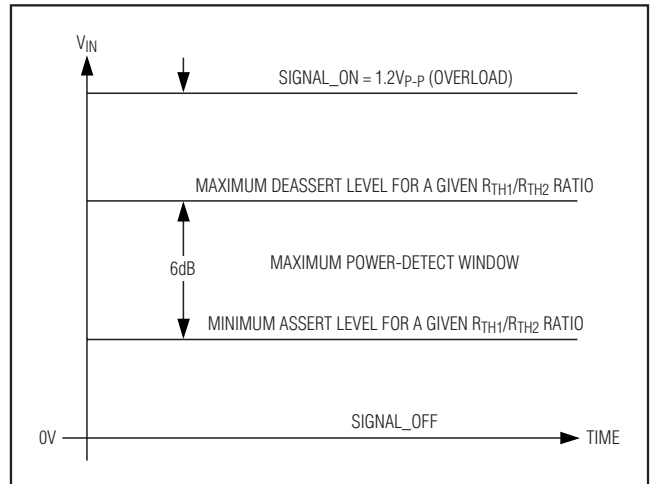 VIN
SIGNAL_ON = 1.2VP-P (OVERLOAD)
MAXIMUM DEASSERT LEVEL FOR A GIVEN RTH1/RTH2 RATIO
6dB
MAXIMUM POWER-DETECT WINDOW
MINIMUM ASSERT LEVEL FOR A GIVEN RTH1/RTH2 RATIO
SIGNAL_OFF
0V
TIME